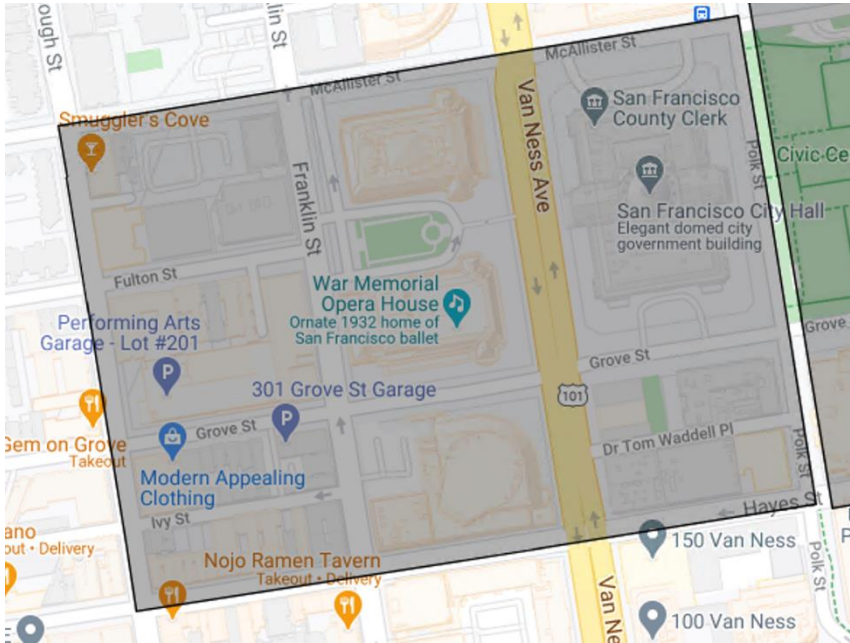 ough St
lin St
McAllister St
McAllister St
Smuggler's Cove
Van Ness Ave
San Francisco
County Clerk
Polk St
Civic Ce
Franklin St
San Francisco City Hall
Elegant domed city
government building
Fulton St
War Memorial
Opera House
Ornate 1932 home of
San Francisco ballet
Performing Arts
Garage - Lot #201
P
Grove
Grove St
301 Grove St Garage
P
101
Gem on Grove
Takeout
Grove St
Modern Appealing
Clothing
Dr Tom Waddell Pl
Polk St
Ivy St
Hayes St
ano
out • Delivery
Nojo Ramen Tavern
Takeout • Delivery
150 Van Ness
P
Polk St
Van N
100 Van Ness